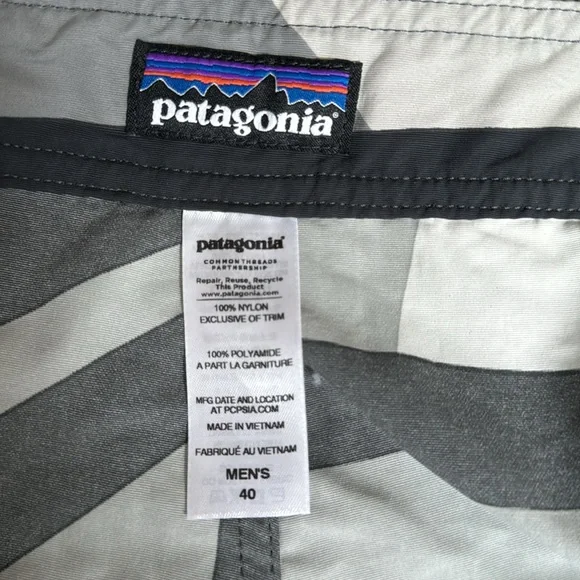 patagonia®
patagonia®
COMMON THREADS
PARTNERSHIP
Repair, Reuse, Recycle
This Product
www.patagonia.com
100% NYLON
EXCLUSIVE OF TRIM
100% POLYAMIDE
A PART LA GARNITURE
MFG DATE AND LOCATION
AT PCPSIA.COM
MADE IN VIETNAM
FABRIQUÉ AU VIETNAM
MEN'S
40